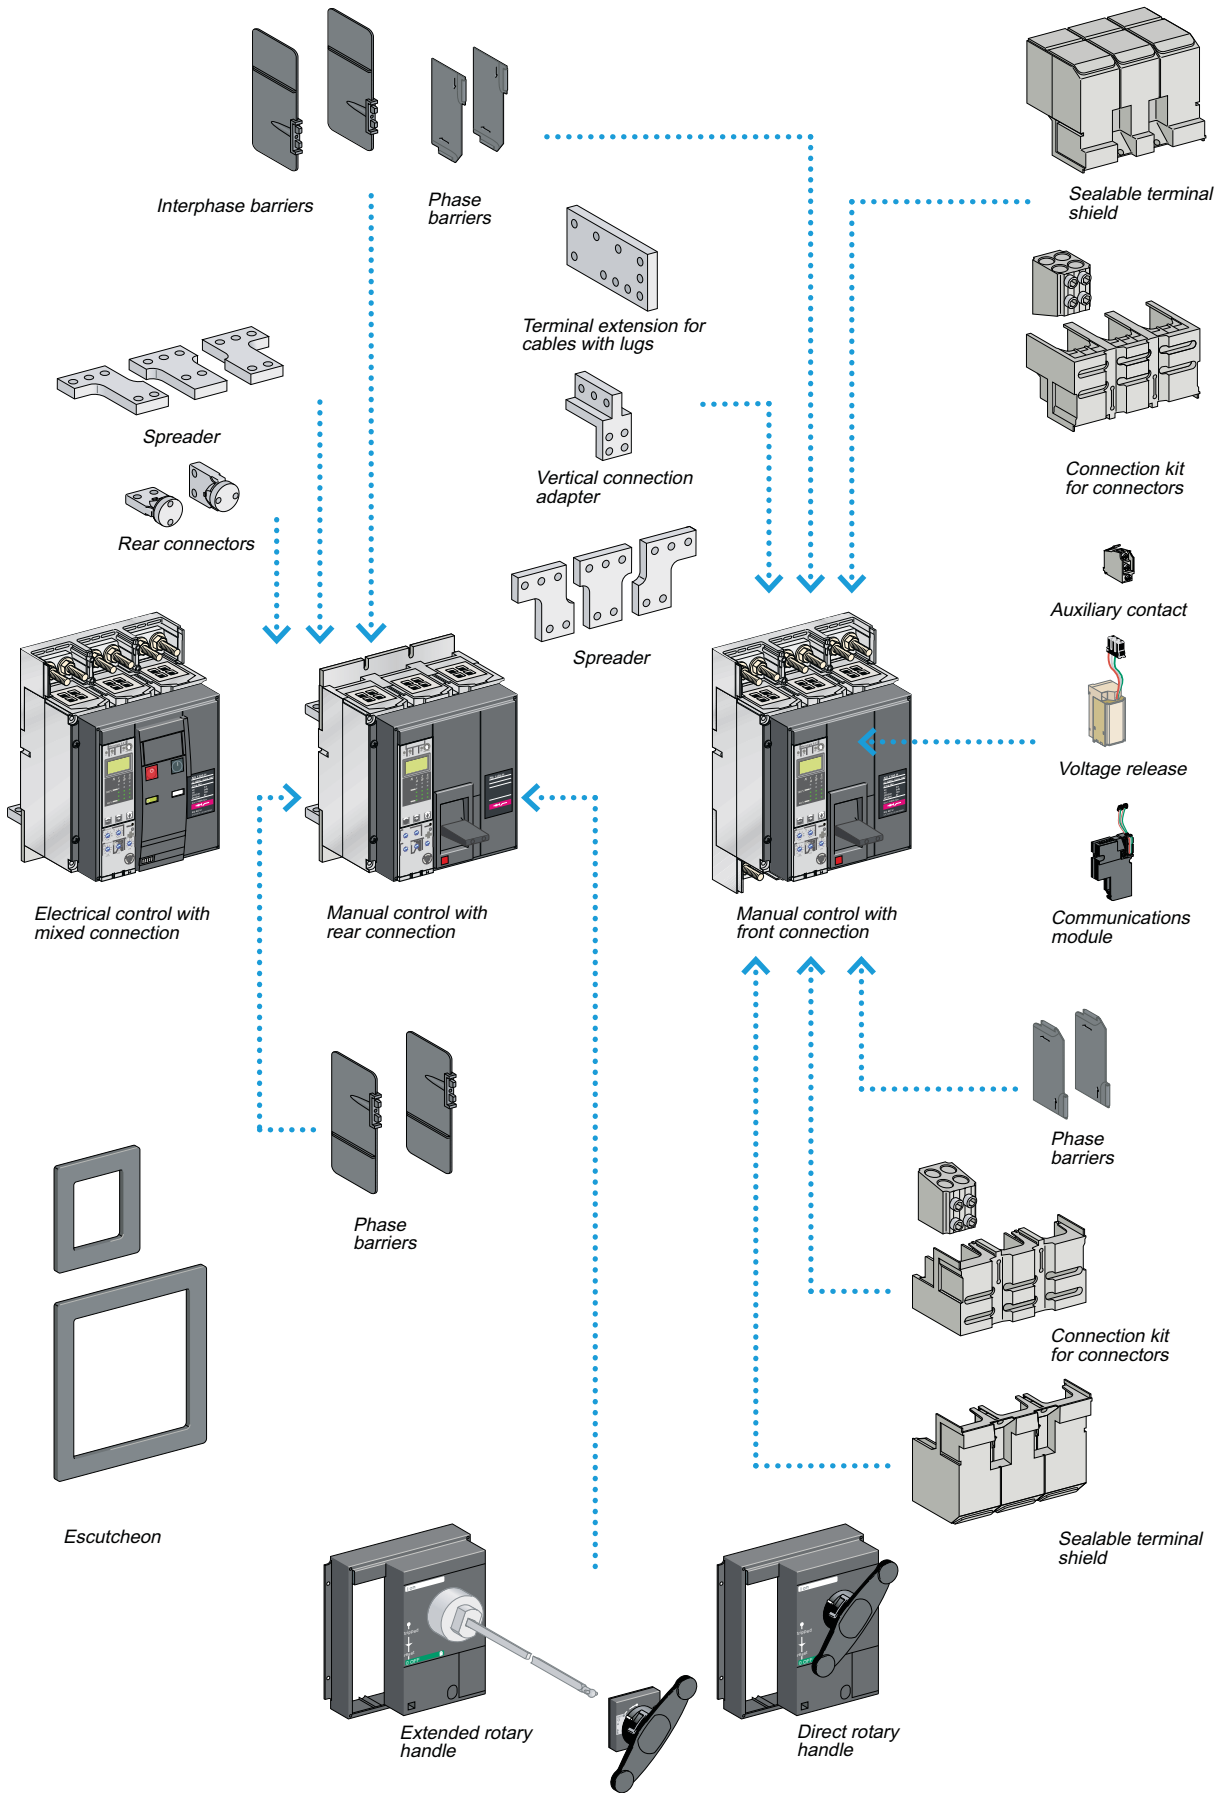 Interphase barriers
Phase
barriers
Sealable terminal
shield
Terminal extension for
cables with lugs
Spreader
Vertical connection
adapter
Connection kit
for connectors
Rear connectors
Auxiliary contact
Spreader
Voltage release
Electrical control with
mixed connection
Manual control with
rear connection
Manual control with
front connection
Communications
module
Phase
barriers
Phase
barriers
Connection kit
for connectors
Escutcheon
Sealable terminal
shield
Extended rotary
handle
Direct rotary
handle